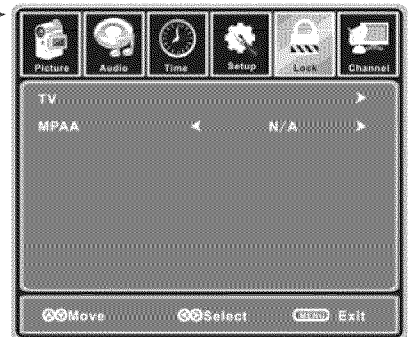 Picture Audio Time Setup Lock Channel
TV
MPAA N/A
Move Select MENU Exit